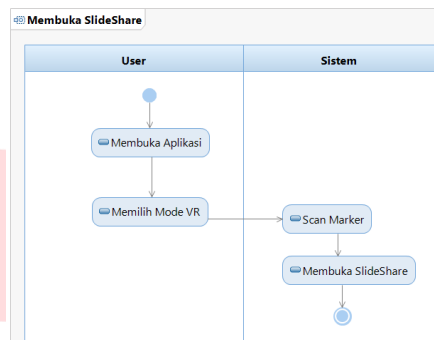 Membuka SlideShare
User
Sistem
Membuka Aplikasi
Memilih Mode VR
Scan Marker
Membuka SlideShare